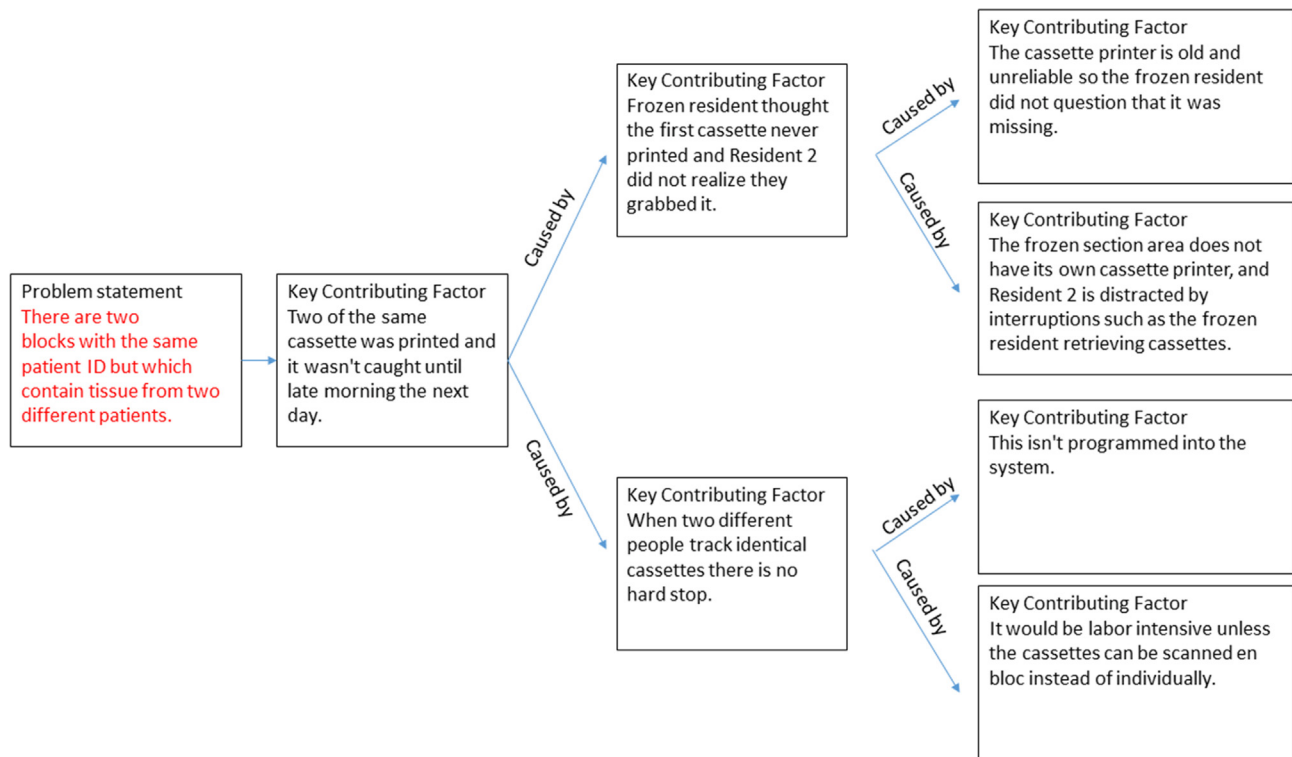 Problem statement
There are two
blocks with the same
patient ID but which
contain tissue from two
different patients.
Key Contributing Factor
Two of the same
cassette was printed and
it wasn't caught until
late morning the next
day.
Caused by
Caused by
Key Contributing Factor
Frozen resident thought
the first cassette never
printed and Resident 2
did not realize they
grabbed it.
Key Contributing Factor
When two different
people track identical
cassettes there is no
hard stop.
Caused by
Caused by
Caused by
Caused by
Key Contributing Factor
The cassette printer is old and
unreliable so the frozen resident
did not question that it was
missing.
Key Contributing Factor
The frozen section area does not
have its own cassette printer, and
Resident 2 is distracted by
interruptions such as the frozen
resident retrieving cassettes.
Key Contributing Factor
This isn't programmed into the
system.
Key Contributing Factor
It would be labor intensive unless
the cassettes can be scanned en
bloc instead of individually.